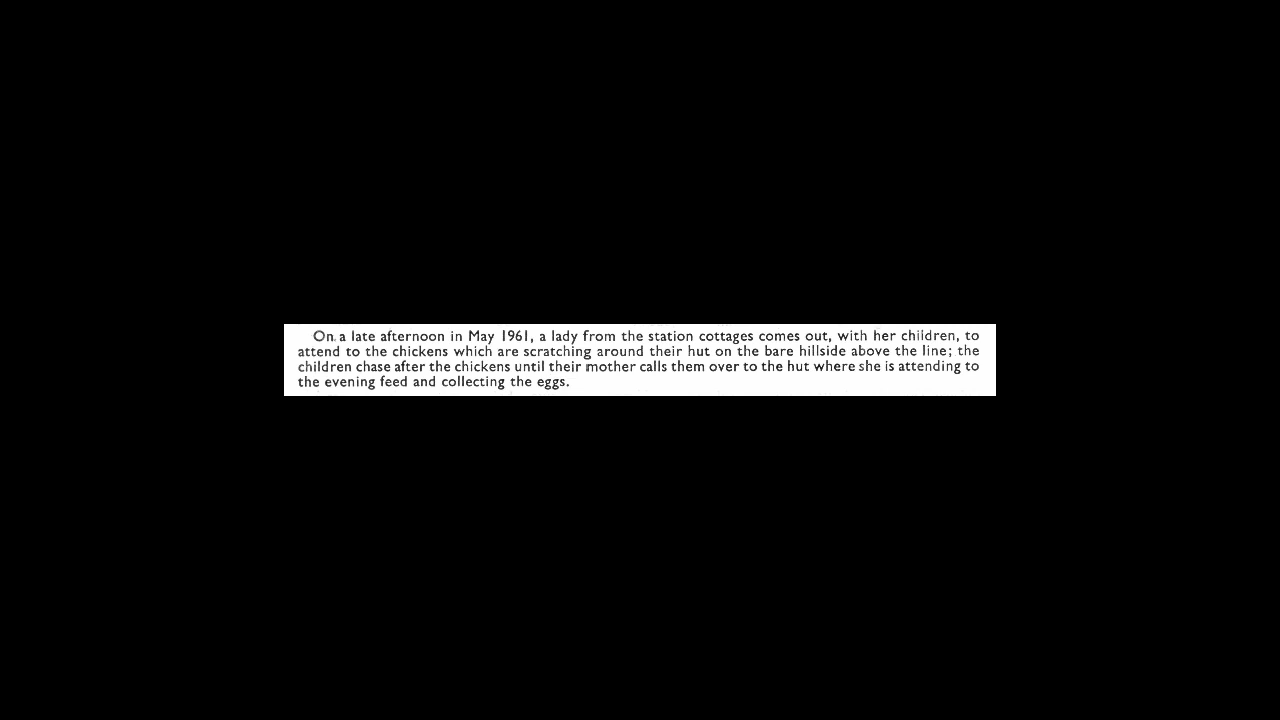 On a late afternoon in May 1961, a lady from the station cottages comes out, with her children, to
attend to the chickens which are scratching around their hut on the bare hillside above the line; the
children chase after the chickens until their mother calls them over to the hut where she is attending to
the evening feed and collecting the eggs.